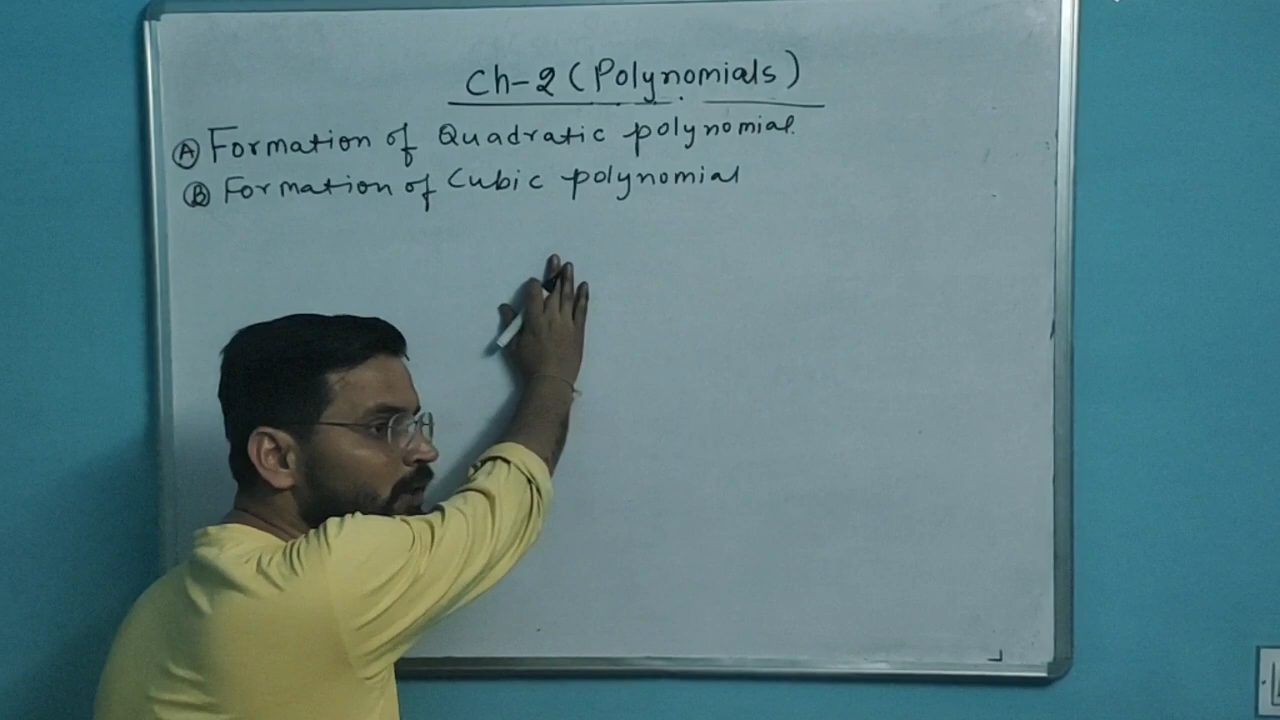 Ch-2 (Polynomials)
Ⓐ Formation of Quadratic polynomial.
Ⓑ Formation of Cubic polynomial